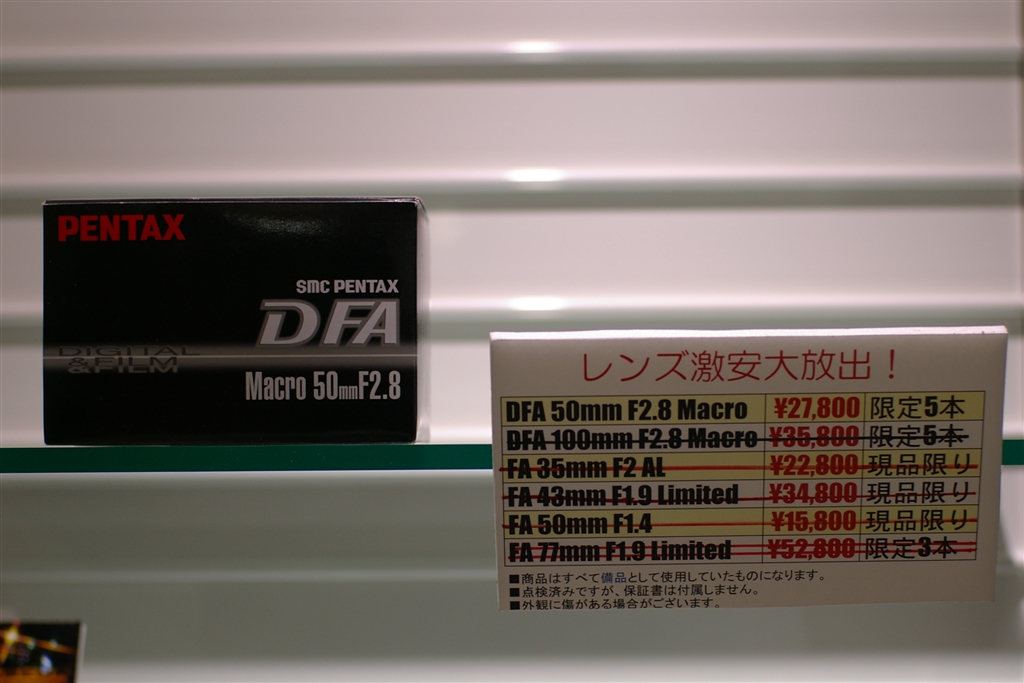 PENTAX
smc PENTAX
DFA
DIGITAL
&FILM
Macro 50mmF2.8
レンズ激安大放出！
DFA 50mm F2.8 Macro ¥27,800 限定5本
DFA 100mm F2.8 Macro ¥35,800 限定5本
FA 35mm F2 AL ¥22,800 現品限り
FA 43mm F1.9 Limited ¥34,800 現品限り
FA 50mm F1.4 ¥15,800 現品限り
FA 77mm F1.9 Limited ¥52,800 限定3本
■商品はすべて備品として使用していたものになります。
■点検済みですが、保証書は付属しません。
■外観に傷がある場合がございます。